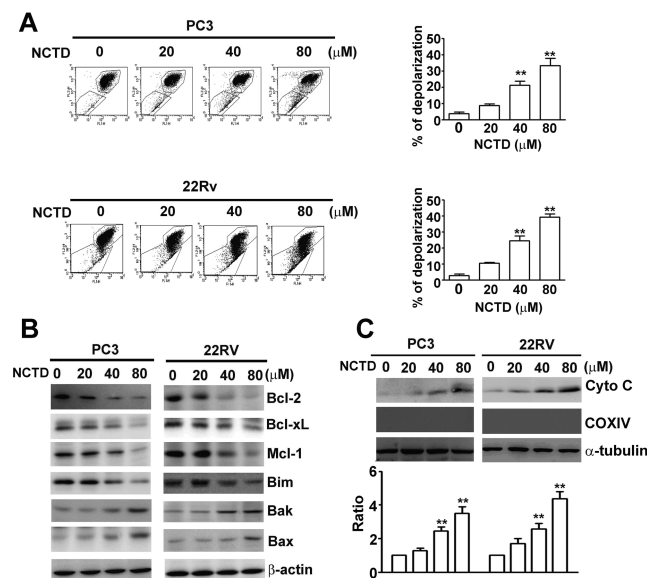 A
PC3
NCTD 0 20 40 80 (μM)
% of depolarization
50
40
30
20
10
0
** **
0 20 40 80
NCTD (μM)
22Rv
NCTD 0 20 40 80 (μM)
% of depolarization
50
40
30
20
10
0
** **
0 20 40 80
NCTD (μM)
B
PC3 22RV
NCTD 0 20 40 80 0 20 40 80 (μM)
Bcl-2
Bcl-xL
Mcl-1
Bim
Bak
Bax
β-actin
C
PC3 22RV
NCTD 0 20 40 80 0 20 40 80 (μM)
Cyto C
COXIV
α-tubulin
Ratio
6
4
2
0
** ** ** **